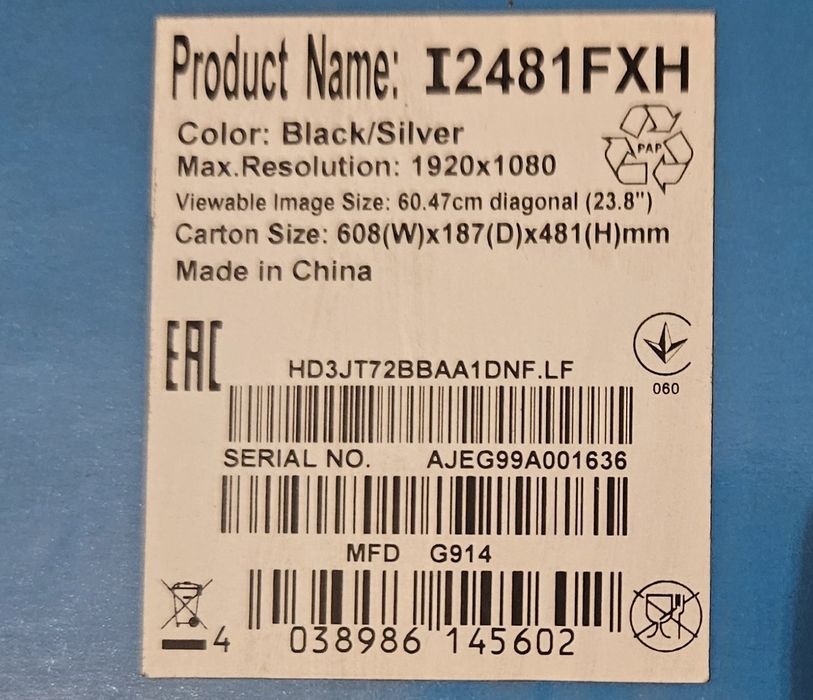 Product Name: I2481FXH
Color: Black/Silver
Max.Resolution: 1920x1080
PAP
Viewable Image Size: 60.47cm diagonal (23.8")
Carton Size: 608(W)x187(D)x481(H)mm
Made in China
EAC
060
HD3JT72BBAA1DNF.LF
SERIAL NO. AJEG99A001636
MFD G914
4 038986 145602